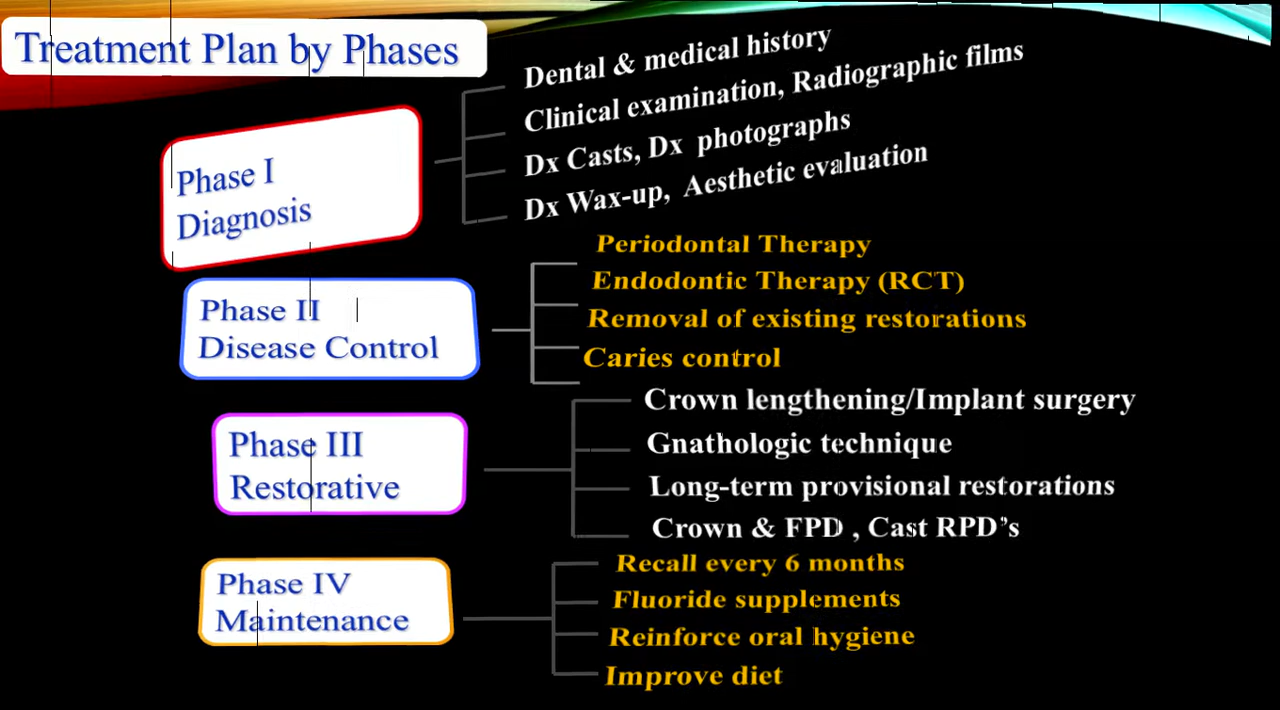 Treatment Plan by Phases
Phase I
Diagnosis
Dental & medical history
Clinical examination, Radiographic films
Dx Casts, Dx photographs
Dx Wax-up, Aesthetic evaluation
Phase II
Disease Control
Periodontal Therapy
Endodontic Therapy (RCT)
Removal of existing restorations
Caries control
Phase III
Restorative
Crown lengthening/Implant surgery
Gnathologic technique
Long-term provisional restorations
Crown & FPD , Cast RPD’s
Phase IV
Maintenance
Recall every 6 months
Fluoride supplements
Reinforce oral hygiene
Improve diet